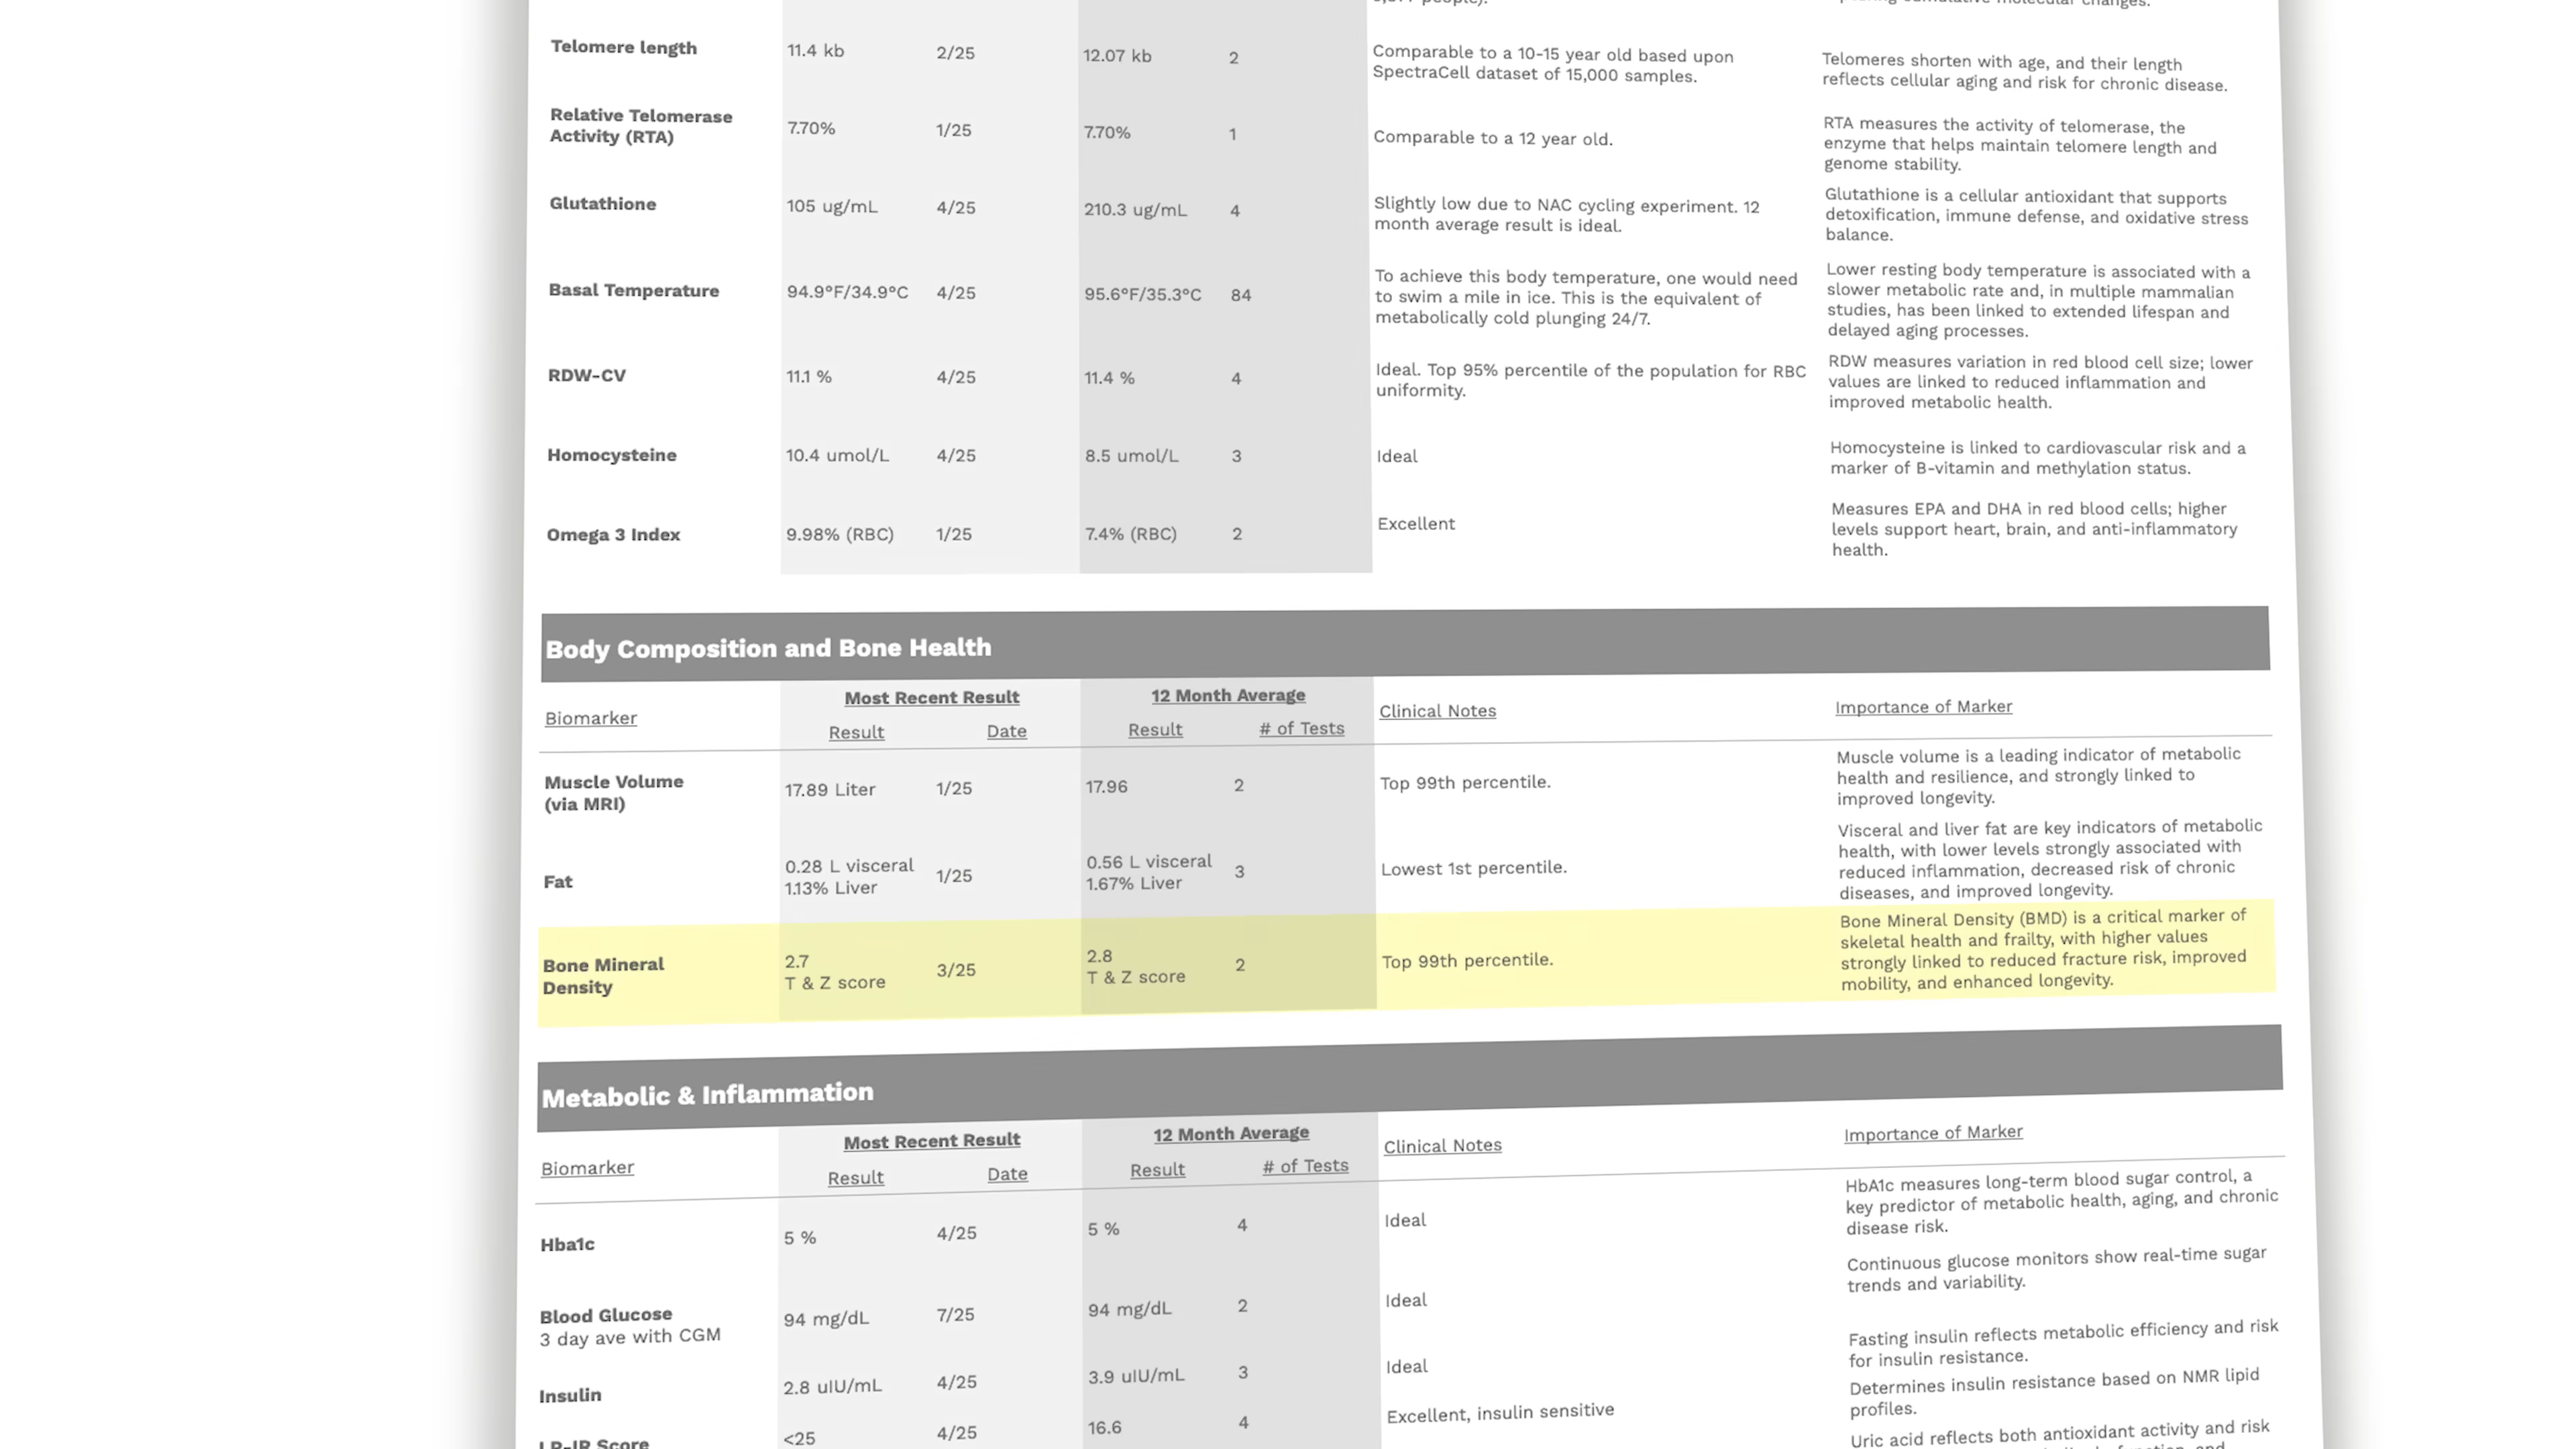 Telomere length 11.4 kb 2/25 12.07 kb 2 Comparable to a 10-15 year old based upon
SpectraCell dataset of 15,000 samples.
Telomeres shorten with age, and their length
reflects cellular aging and risk for chronic disease.
Relative Telomerase
Activity (RTA)
7.70% 1/25 7.70% 1 Comparable to a 12 year old.
RTA measures the activity of telomerase, the
enzyme that helps maintain telomere length and
genome stability.
Glutathione 105 ug/mL 4/25 210.3 ug/mL 4 Slightly low due to NAC cycling experiment. 12
month average result is ideal.
Glutathione is a cellular antioxidant that supports
detoxification, immune defense, and oxidative stress
balance.
Basal Temperature 94.9°F/34.9°C 4/25 95.6°F/35.3°C 84 To achieve this body temperature, one would need
to swim a mile in ice. This is the equivalent of
metabolically cold plunging 24/7.
Lower resting body temperature is associated with a
slower metabolic rate and, in multiple mammalian
studies, has been linked to extended lifespan and
delayed aging processes.
RDW-CV 11.1 % 4/25 11.4 % 4 Ideal. Top 95% percentile of the population for RBC
uniformity.
RDW measures variation in red blood cell size; lower
values are linked to reduced inflammation and
improved metabolic health.
Homocysteine 10.4 umol/L 4/25 8.5 umol/L 3 Ideal
Homocysteine is linked to cardiovascular risk and a
marker of B-vitamin and methylation status.
Omega 3 Index 9.98% (RBC) 1/25 7.4% (RBC) 2 Excellent
Measures EPA and DHA in red blood cells; higher
levels support heart, brain, and anti-inflammatory
health.
Body Composition and Bone Health
Biomarker Most Recent Result 12 Month Average Clinical Notes Importance of Marker
Result Date Result # of Tests
Muscle Volume
(via MRI)
17.89 Liter 1/25 17.96 2 Top 99th percentile.
Muscle volume is a leading indicator of metabolic
health and resilience, and strongly linked to
improved longevity.
Fat
0.28 L visceral
1.13% Liver
1/25
0.56 L visceral
1.67% Liver
3 Lowest 1st percentile.
Visceral and liver fat are key indicators of metabolic
health, with lower levels strongly associated with
reduced inflammation, decreased risk of chronic
diseases, and improved longevity.
Bone Mineral
Density
2.7
T & Z score
3/25
2.8
T & Z score
2 Top 99th percentile.
Bone Mineral Density (BMD) is a critical marker of
skeletal health and frailty, with higher values
strongly linked to reduced fracture risk, improved
mobility, and enhanced longevity.
Metabolic & Inflammation
Biomarker Most Recent Result 12 Month Average Clinical Notes Importance of Marker
Result Date Result # of Tests
Hba1c 5 % 4/25 5 % 4 Ideal
HbA1c measures long-term blood sugar control, a
key predictor of metabolic health, aging, and chronic
disease risk.
Blood Glucose
3 day ave with CGM
94 mg/dL 7/25 94 mg/dL 2 Ideal
Continuous glucose monitors show real-time sugar
trends and variability.
Insulin 2.8 uIU/mL 4/25 3.9 uIU/mL 3 Ideal
Fasting insulin reflects metabolic efficiency and risk
for insulin resistance.
LP-IR Score <25 4/25 16.6 4 Excellent, insulin sensitive
Determines insulin resistance based on NMR lipid
profiles.
Uric acid reflects both antioxidant activity and risk